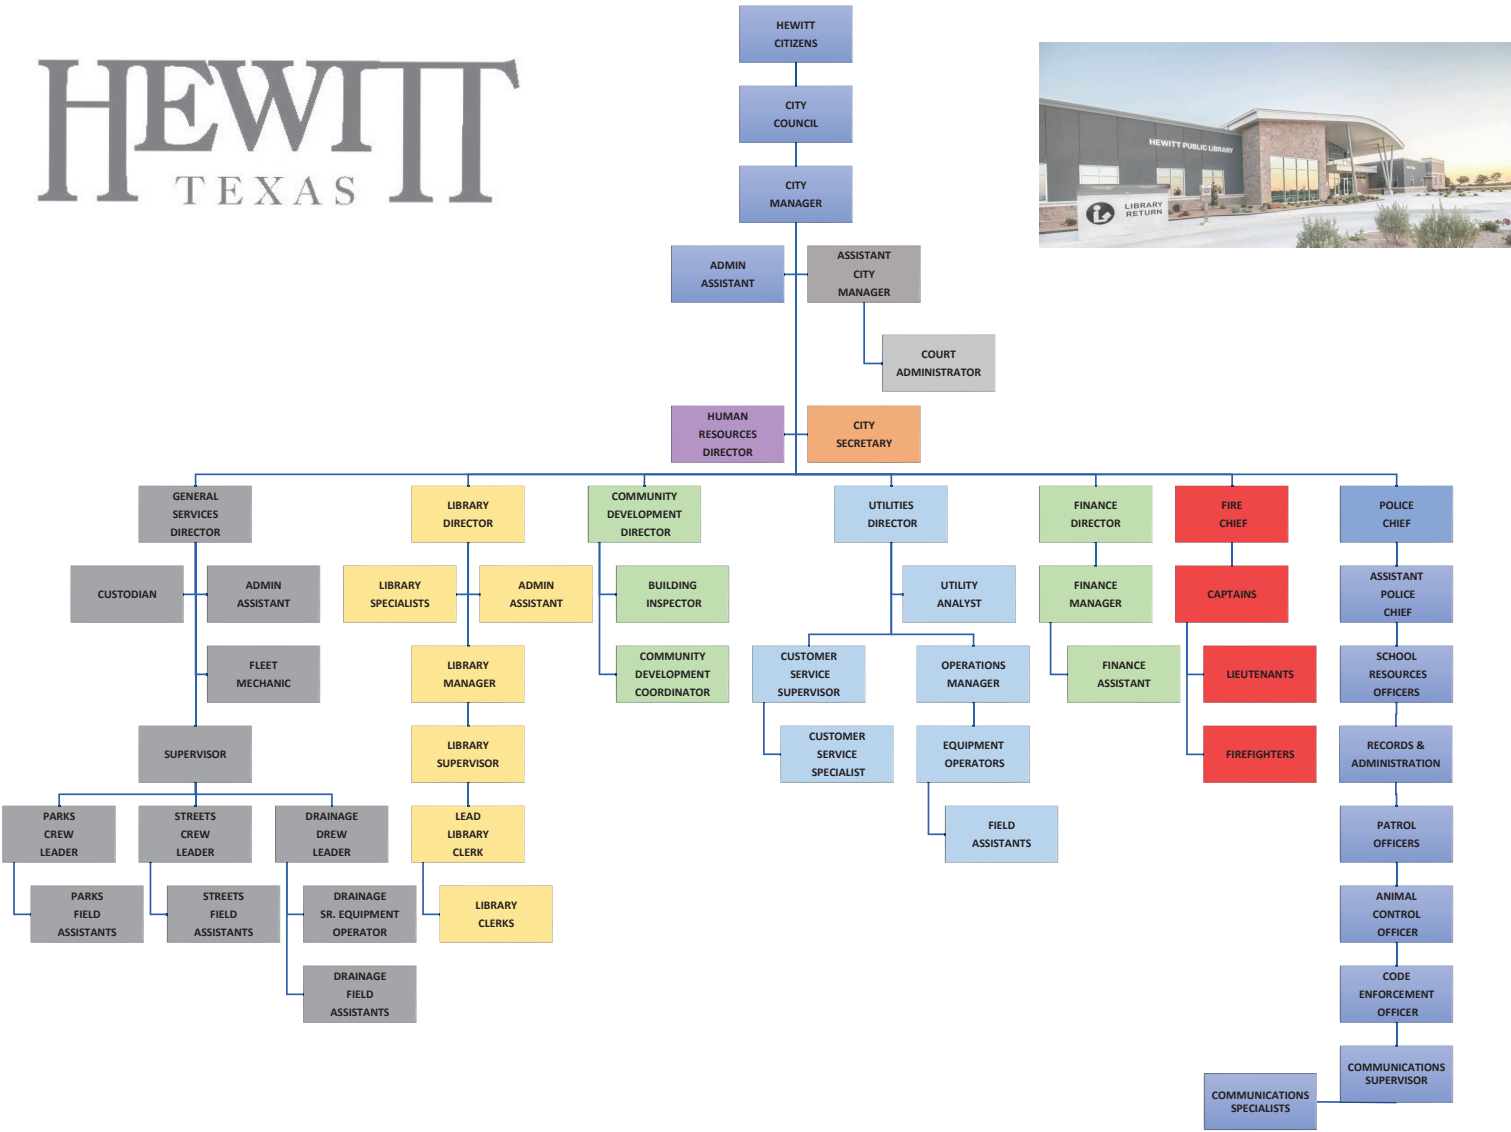 HEWITT
TEXAS
HEWITT
CITIZENS
CITY
COUNCIL
CITY
MANAGER
HEWITT PUBLIC LIBRARY
LIBRARY
RETURN
ADMIN
ASSISTANT
ASSISTANT
CITY
MANAGER
COURT
ADMINISTRATOR
HUMAN
RESOURCES
DIRECTOR
CITY
SECRETARY
GENERAL
SERVICES
DIRECTOR
LIBRARY
DIRECTOR
COMMUNITY
DEVELOPMENT
DIRECTOR
UTILITIES
DIRECTOR
FINANCE
DIRECTOR
FIRE
CHIEF
POLICE
CHIEF
CUSTODIAN
ADMIN
ASSISTANT
LIBRARY
SPECIALISTS
ADMIN
ASSISTANT
BUILDING
INSPECTOR
UTILITY
ANALYST
FINANCE
MANAGER
CAPTAINS
ASSISTANT
POLICE
CHIEF
FLEET
MECHANIC
LIBRARY
MANAGER
COMMUNITY
DEVELOPMENT
COORDINATOR
CUSTOMER
SERVICE
SUPERVISOR
OPERATIONS
MANAGER
FINANCE
ASSISTANT
LIEUTENANTS
SCHOOL
RESOURCES
OFFICERS
SUPERVISOR
LIBRARY
SUPERVISOR
CUSTOMER
SERVICE
SPECIALIST
EQUIPMENT
OPERATORS
FIREFIGHTERS
RECORDS &
ADMINISTRATION
PARKS
CREW
LEADER
STREETS
CREW
LEADER
DRAINAGE
DREW
LEADER
LEAD
LIBRARY
CLERK
FIELD
ASSISTANTS
PATROL
OFFICERS
PARKS
FIELD
ASSISTANTS
STREETS
FIELD
ASSISTANTS
DRAINAGE
SR. EQUIPMENT
OPERATOR
LIBRARY
CLERKS
ANIMAL
CONTROL
OFFICER
DRAINAGE
FIELD
ASSISTANTS
CODE
ENFORCEMENT
OFFICER
COMMUNICATIONS
SUPERVISOR
COMMUNICATIONS
SPECIALISTS